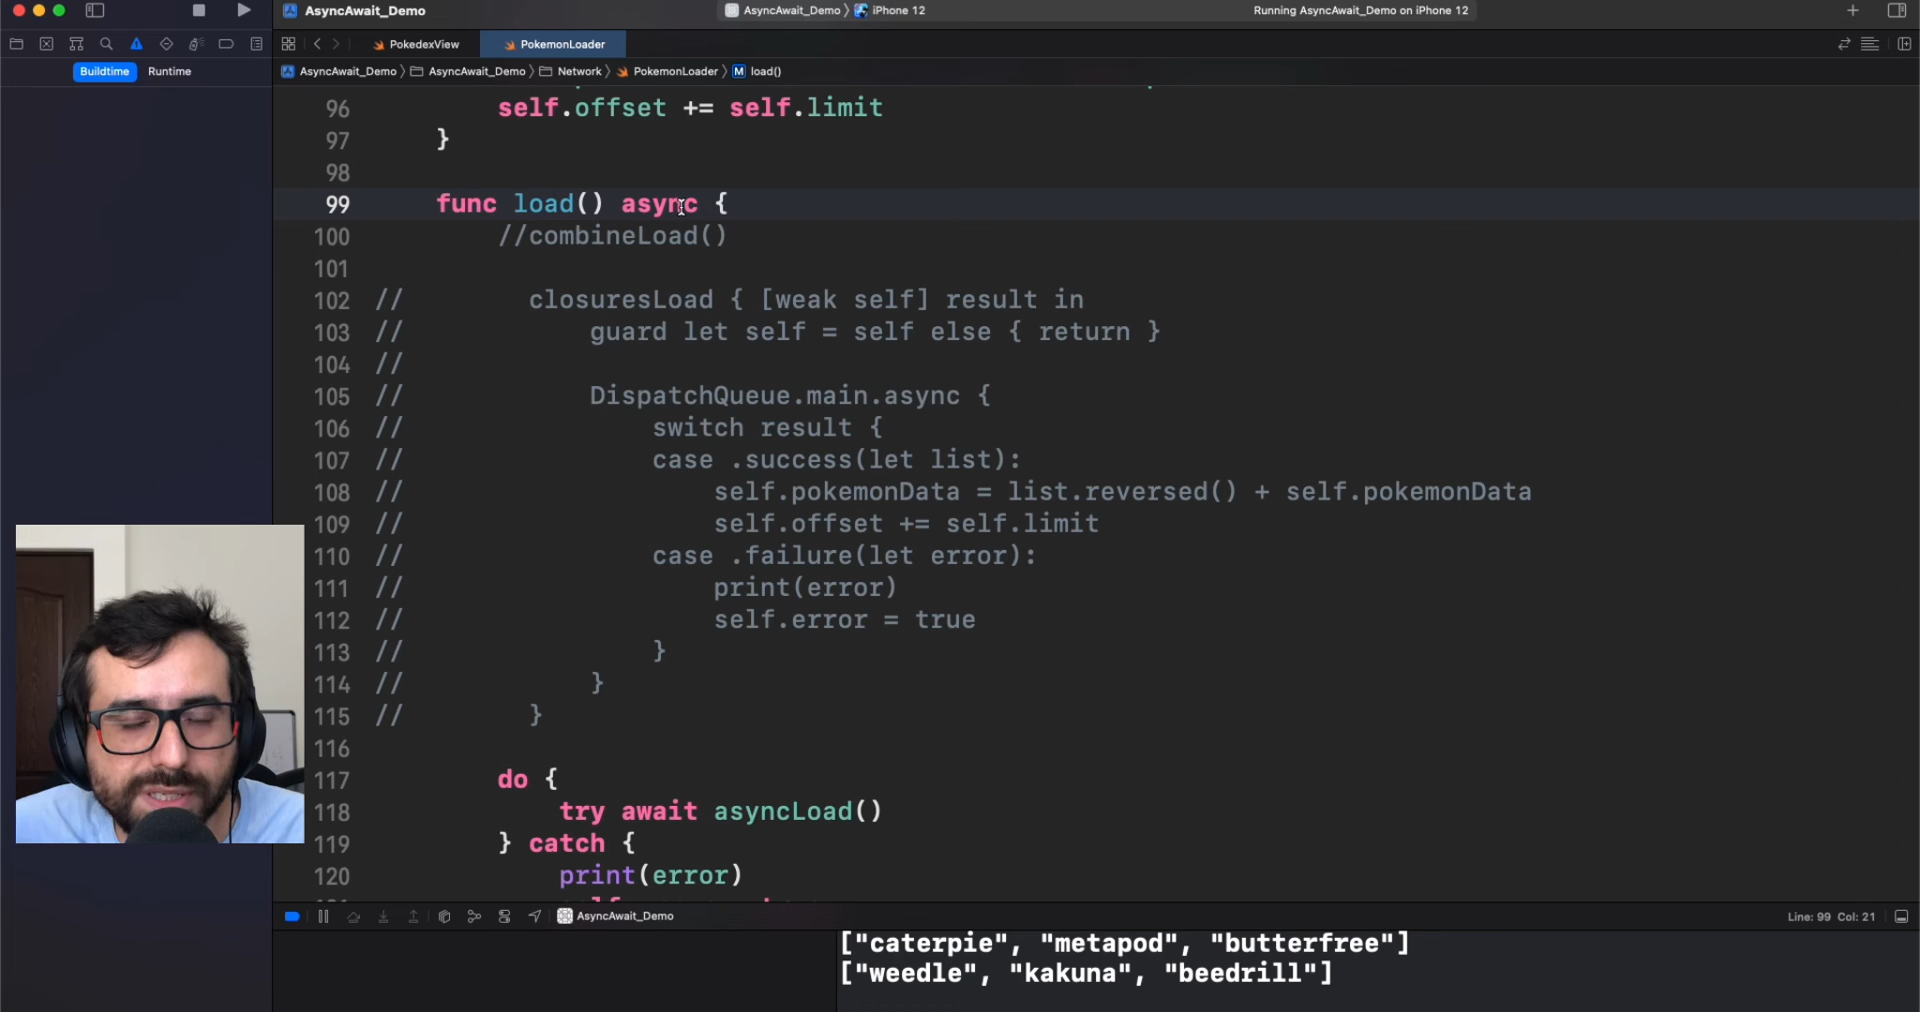 AsyncAwait_Demo
AsyncAwait_Demo 〉 iPhone 12
Running AsyncAwait_Demo on iPhone 12
PokedexView
PokemonLoader
Buildtime
Runtime
AsyncAwait_Demo 〉 AsyncAwait_Demo 〉 Network 〉 PokemonLoader 〉 M load()
96 self.offset += self.limit
97 }
98
99 func load() async {
100 //combineLoad()
101
102 // closuresLoad { [weak self] result in
103 // guard let self = self else { return }
104 //
105 // DispatchQueue.main.async {
106 // switch result {
107 // case .success(let list):
108 // self.pokemonData = list.reversed() + self.pokemonData
109 // self.offset += self.limit
110 // case .failure(let error):
111 // print(error)
112 // self.error = true
113 // }
114 // }
115 // }
116
117 do {
118 try await asyncLoad()
119 } catch {
120 print(error)
AsyncAwait_Demo
Line: 99 Col: 21
["caterpie", "metapod", "butterfree"]
["weedle", "kakuna", "beedrill"]